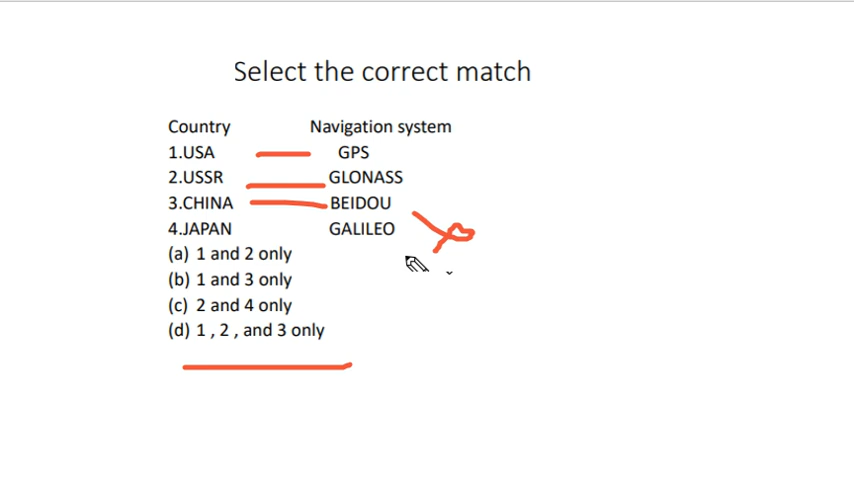 Select the correct match
Country Navigation system
1.USA GPS
2.USSR GLONASS
3.CHINA BEIDOU
4.JAPAN GALILEO
(a) 1 and 2 only
(b) 1 and 3 only
(c) 2 and 4 only
(d) 1 , 2 , and 3 only